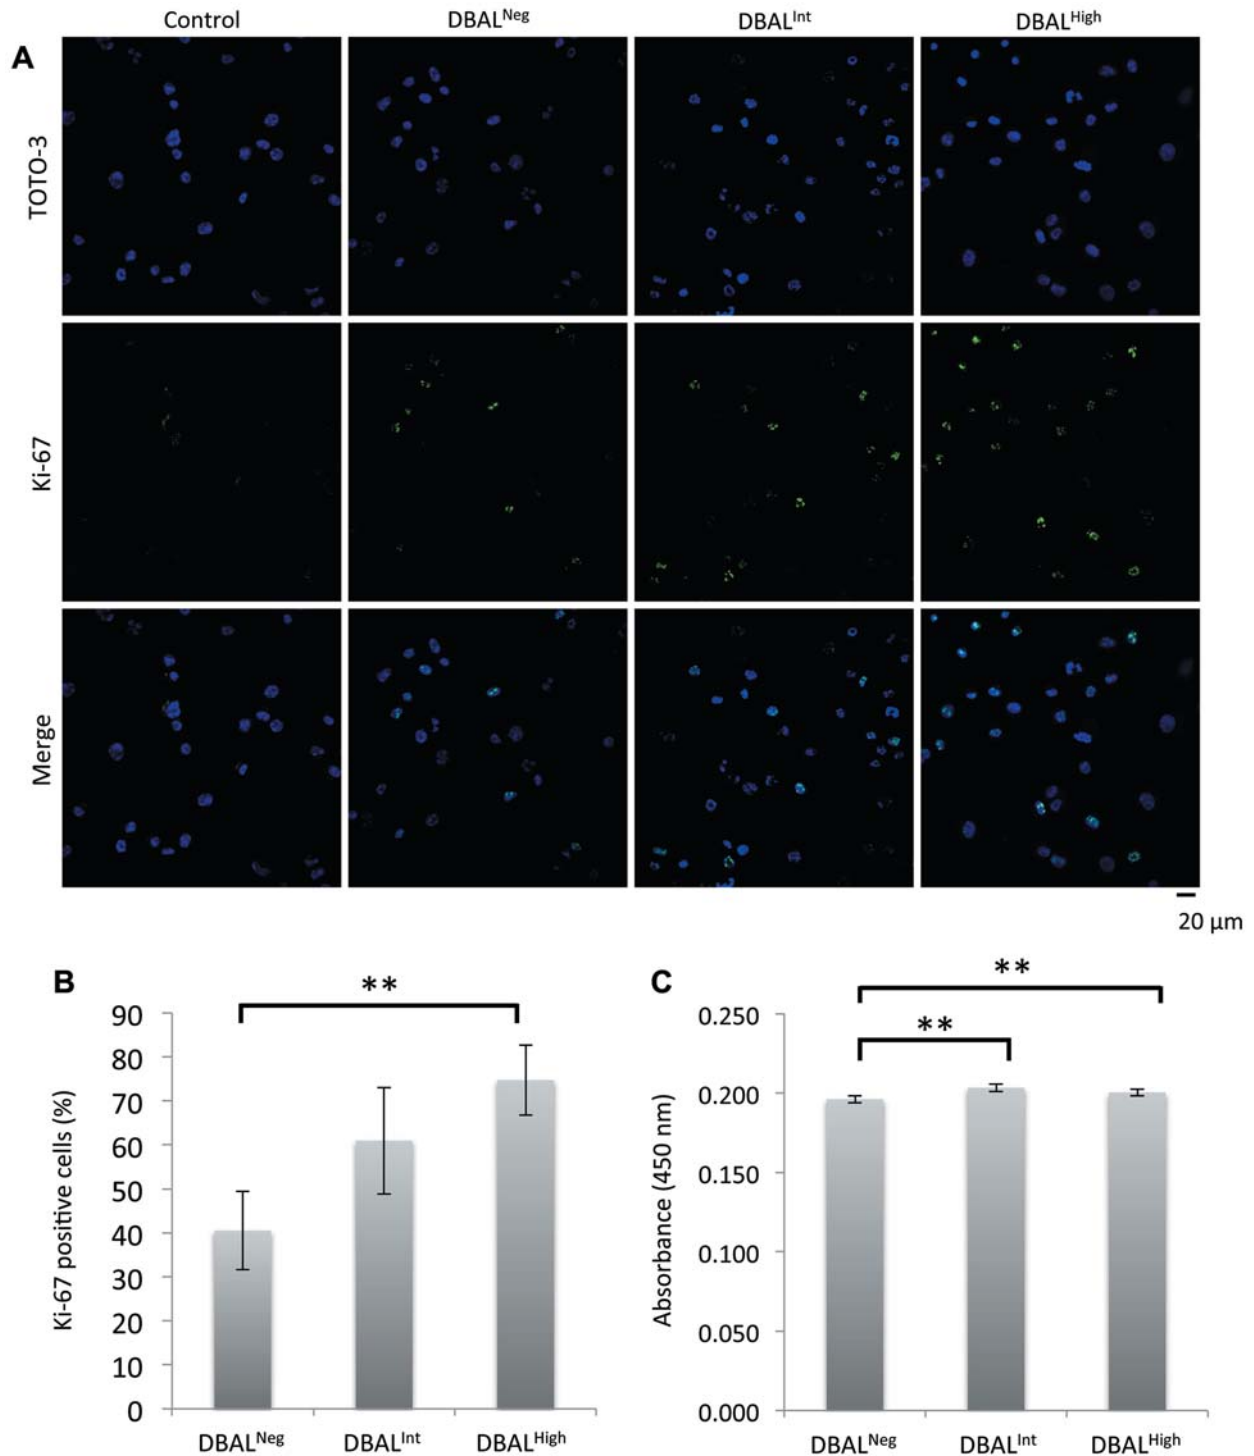 Control DBAL^Neg DBAL^Int DBAL^High
A
TOTO-3
Ki-67
Merge
20 µm
B
**
Ki-67 positive cells (%)
90
80
70
60
50
40
30
20
10
0
DBAL^Neg DBAL^Int DBAL^High
C
**
**
Absorbance (450 nm)
0.250
0.200
0.150
0.100
0.050
0.000
DBAL^Neg DBAL^Int DBAL^High